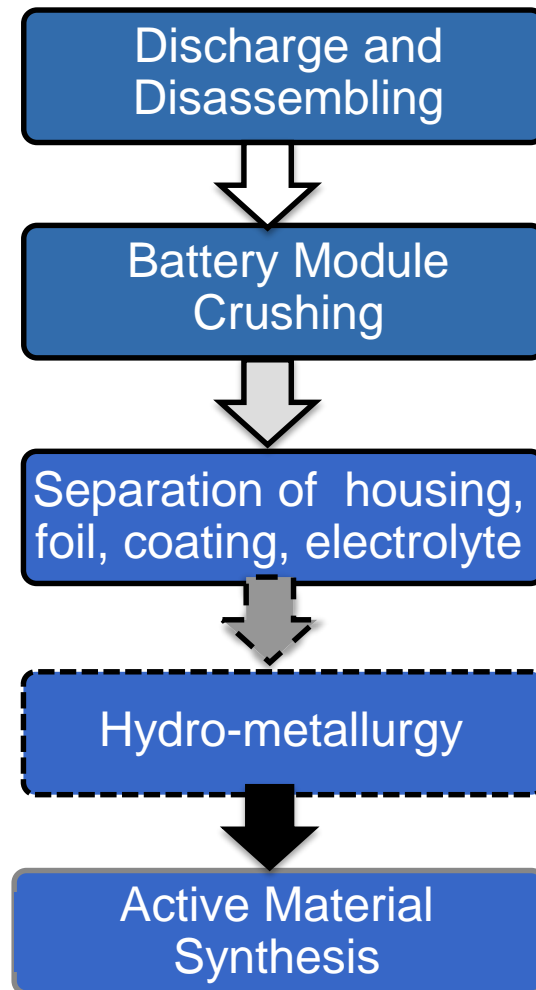 Discharge and
Disassembling
Battery Module
Crushing
Separation of housing,
foil, coating, electrolyte
Hydro-metallurgy
Active Material
Synthesis